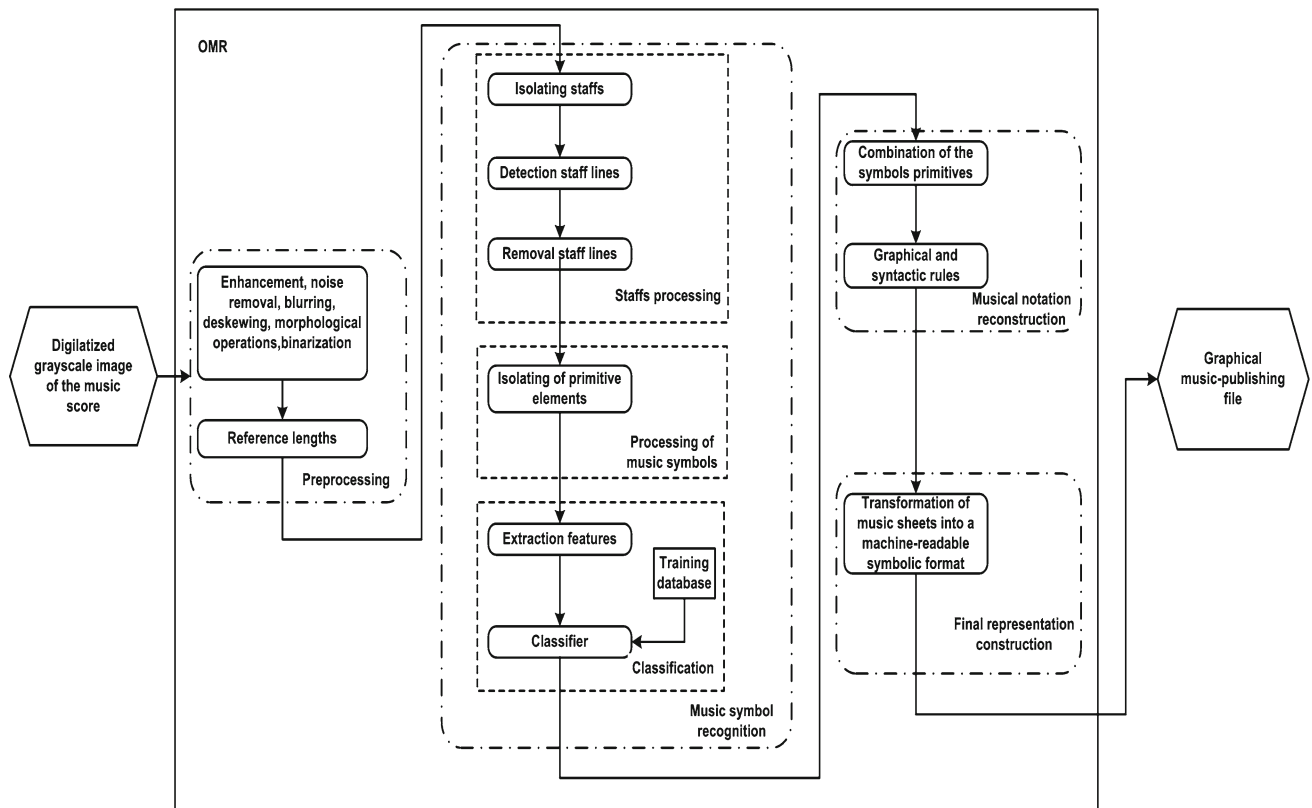 OMR
Digilatized
grayscale image
of the music
score
Enhancement, noise
removal, blurring,
deskewing, morphological
operations,binarization
Reference lengths
Preprocessing
Isolating staffs
Detection staff lines
Removal staff lines
Staffs processing
Isolating of primitive
elements
Processing of
music symbols
Extraction features
Training
database
Classifier
Classification
Music symbol
recognition
Combination of the
symbols primitives
Graphical and
syntactic rules
Musical notation
reconstruction
Transformation of
music sheets into a
machine-readable
symbolic format
Final representation
construction
Graphical
music-publishing
file